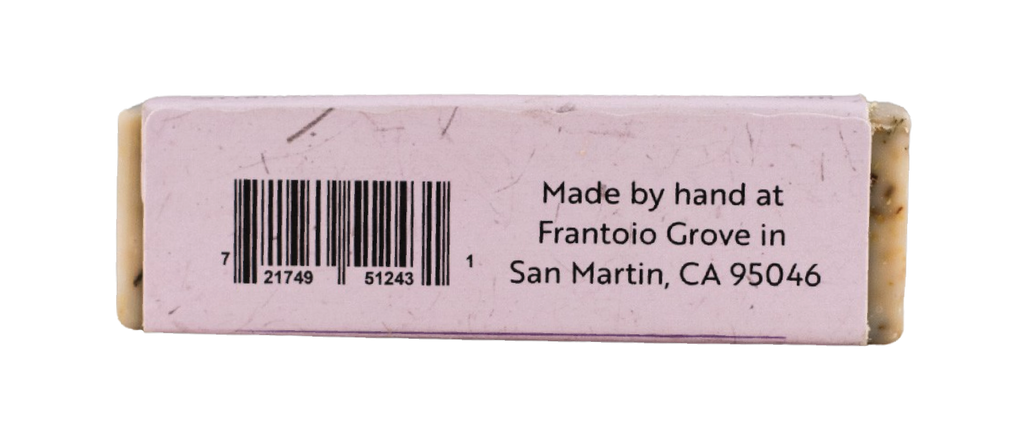 7 21749 51243 1
Made by hand at
Frantoio Grove in
San Martin, CA 95046